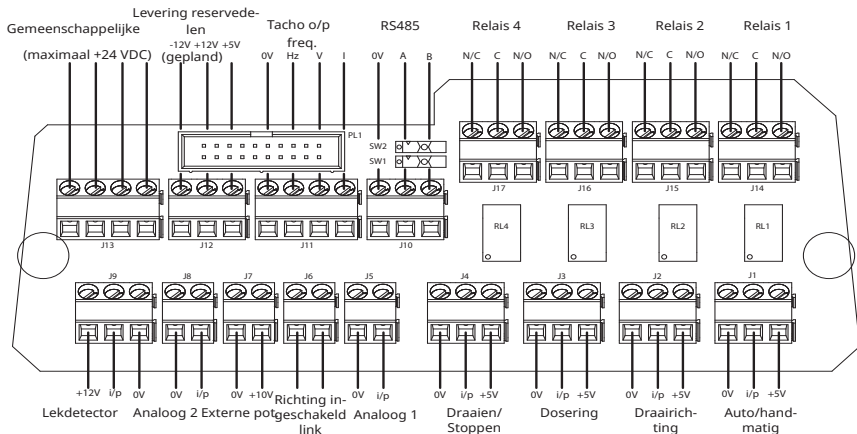 Gemeenschappelijke
(maximaal +24 VDC)
Levering reservede-
len
-12V +12V +5V
(gepland)
Tacho o/p
freq.
0V Hz V I
RS485
0V A B
Relais 4
N/C C N/O
Relais 3
N/C C N/O
Relais 2
N/C C N/O
Relais 1
N/C C N/O
PL1
SW2
SW1
J17 J16 J15 J14
J13 J12 J11 J10
RL4 RL3 RL2 RL1
J9 J8 J7 J6 J5 J4 J3 J2 J1
+12V i/p 0V
Lekdetector
0V i/p
Analoog 2
0V +10V
Externe pot
Richting in-
geschakeld
link
0V i/p
Analoog 1
0V i/p +5V
Draaien/
Stoppen
0V i/p +5V
Dosering
0V i/p +5V
Draairich-
ting
0V i/p +5V
Auto/hand-
matig